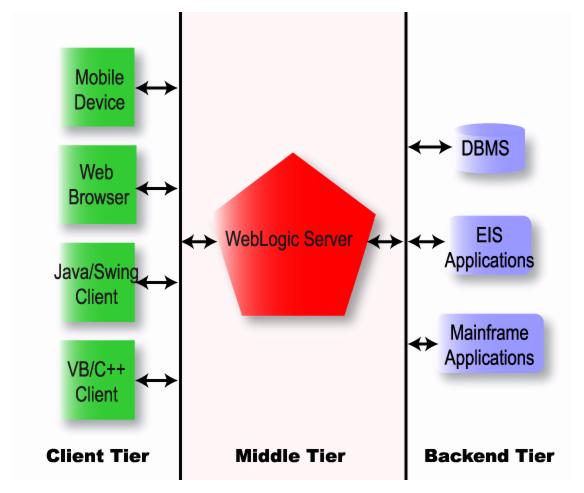 Mobile
Device
Web
Browser
Java/Swing
Client
VB/C++
Client
WebLogic Server
DBMS
EIS
Applications
Mainframe
Applications
Client Tier
Middle Tier
Backend Tier